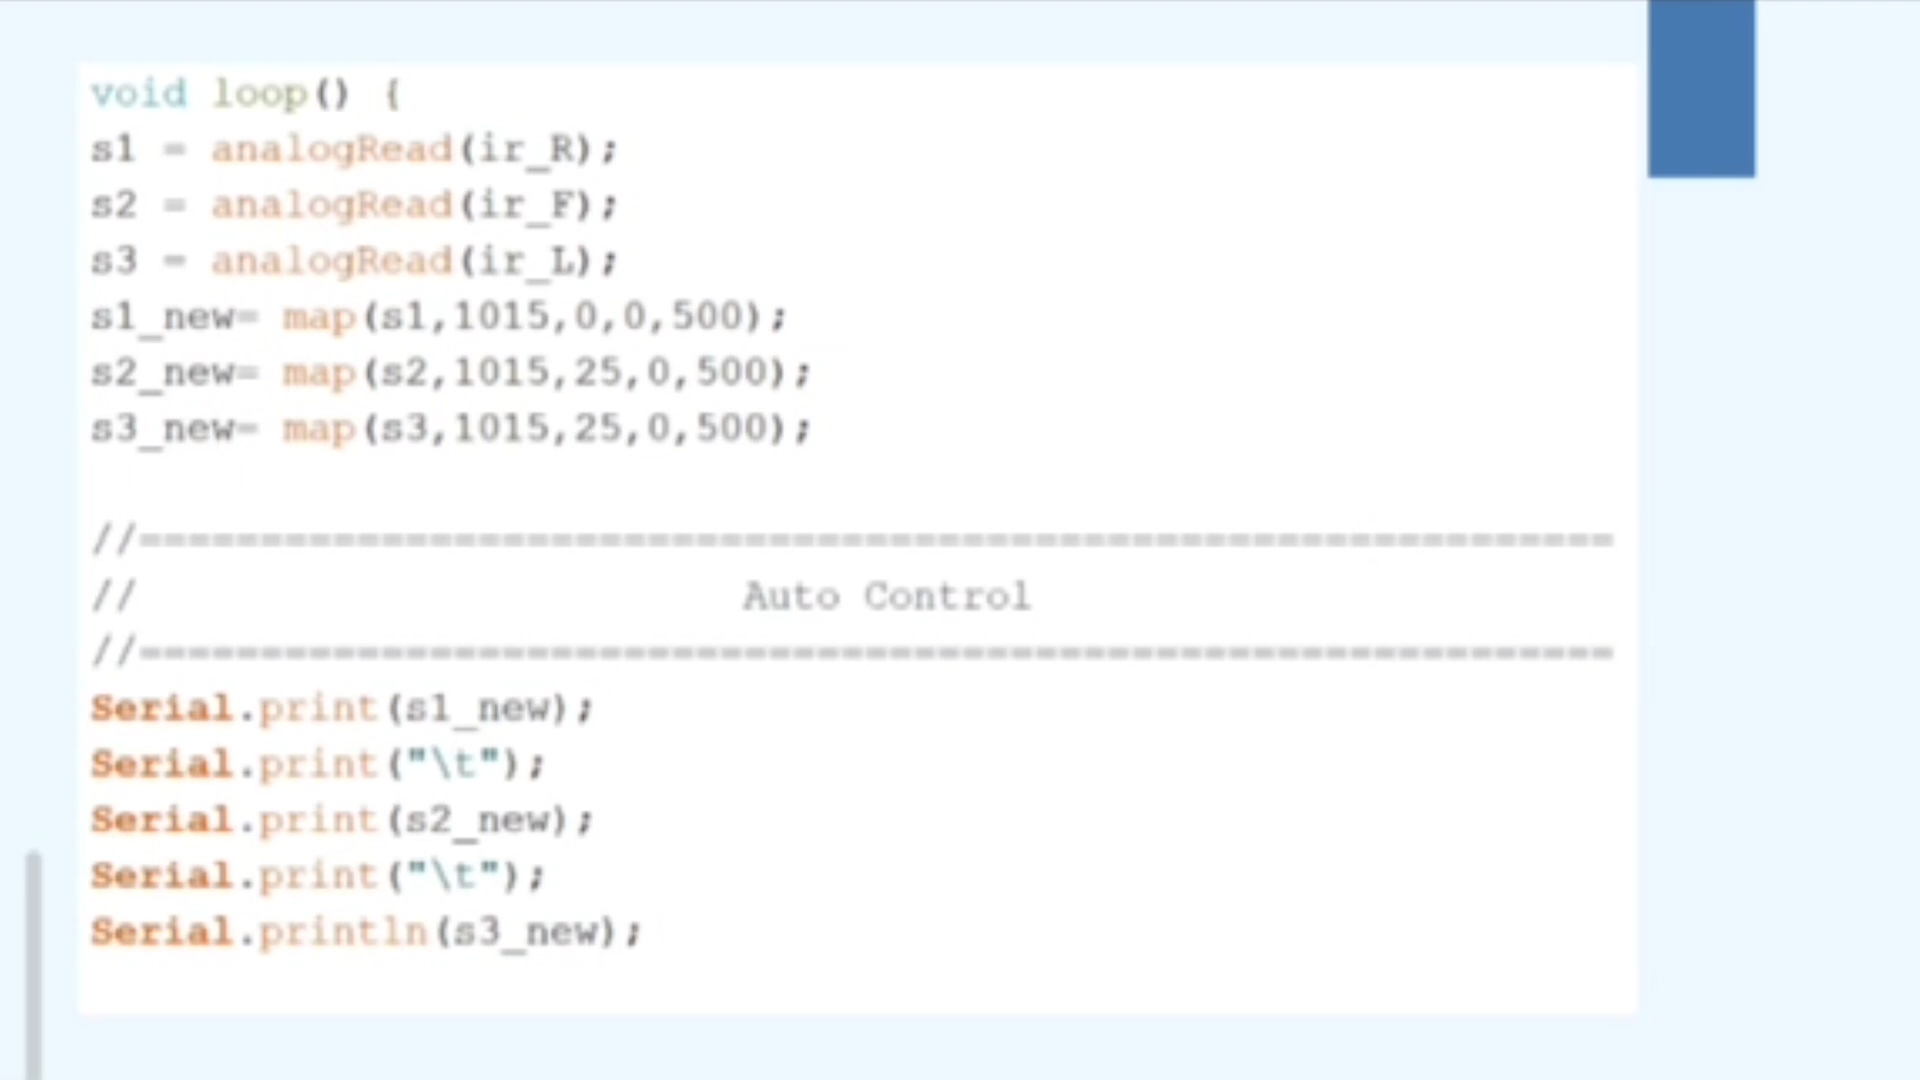 void loop() {
s1 = analogRead(ir_R);
s2 = analogRead(ir_F);
s3 = analogRead(ir_L);
s1_new= map(s1,1015,0,0,500);
s2_new= map(s2,1015,25,0,500);
s3_new= map(s3,1015,25,0,500);
//=============================================================
// Auto Control
//=============================================================
Serial.print(s1_new);
Serial.print("\t");
Serial.print(s2_new);
Serial.print("\t");
Serial.println(s3_new);